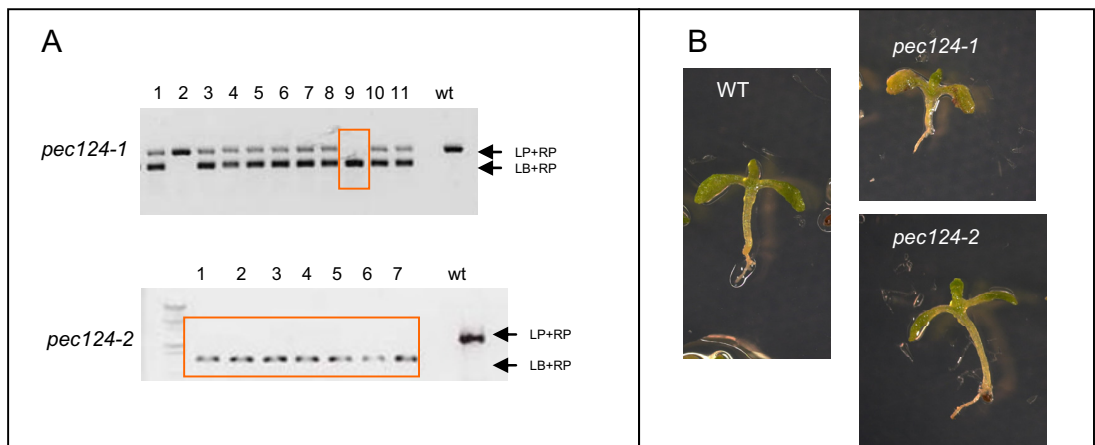 A
1 2 3 4 5 6 7 8 9 10 11 wt
pec124-1
LP+RP
LB+RP
1 2 3 4 5 6 7 wt
pec124-2
LP+RP
LB+RP
B
WT
pec124-1
pec124-2